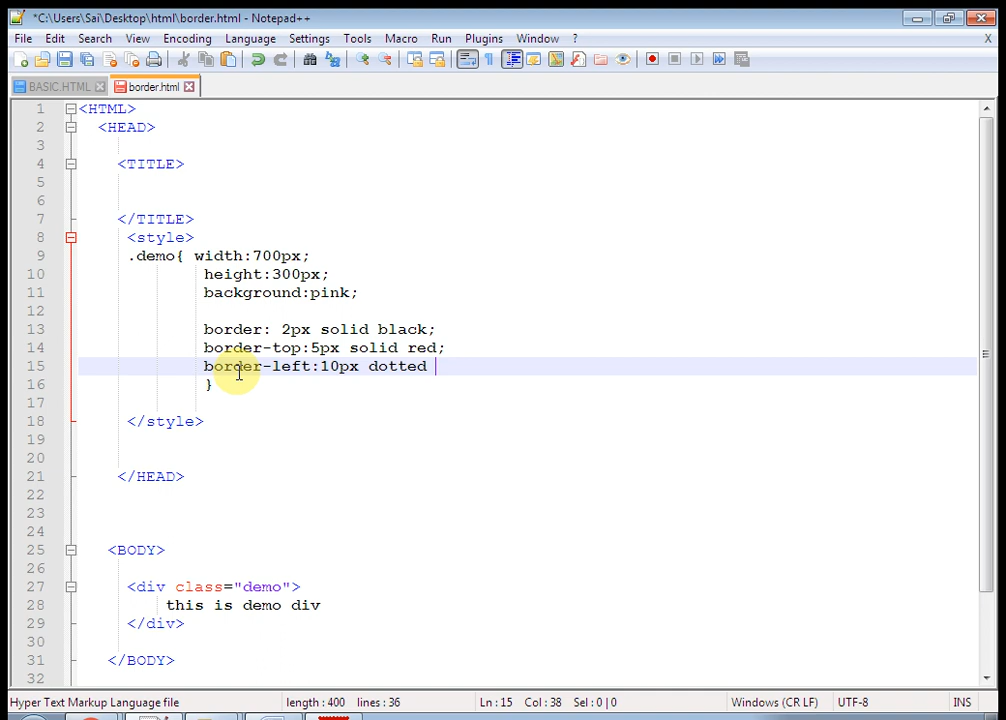 *C:\Users\Sai\Desktop\html\border.html - Notepad++
File Edit Search View Encoding Language Settings Tools Macro Run Plugins Window ? X
BASIC.HTML border.html
1 <HTML>
2 <HEAD>
3
4 <TITLE>
5
6
7 </TITLE>
8 <style>
9 .demo{ width:700px;
10 height:300px;
11 background:pink;
12
13 border: 2px solid black;
14 border-top:5px solid red;
15 border-left:10px dotted
16 }
17
18 </style>
19
20
21 </HEAD>
22
23
24
25 <BODY>
26
27 <div class="demo">
28 this is demo div
29 </div>
30
31 </BODY>
32
Hyper Text Markup Language file length : 400 lines : 36 Ln : 15 Col : 38 Sel : 0 | 0 Windows (CR LF) UTF-8 INS